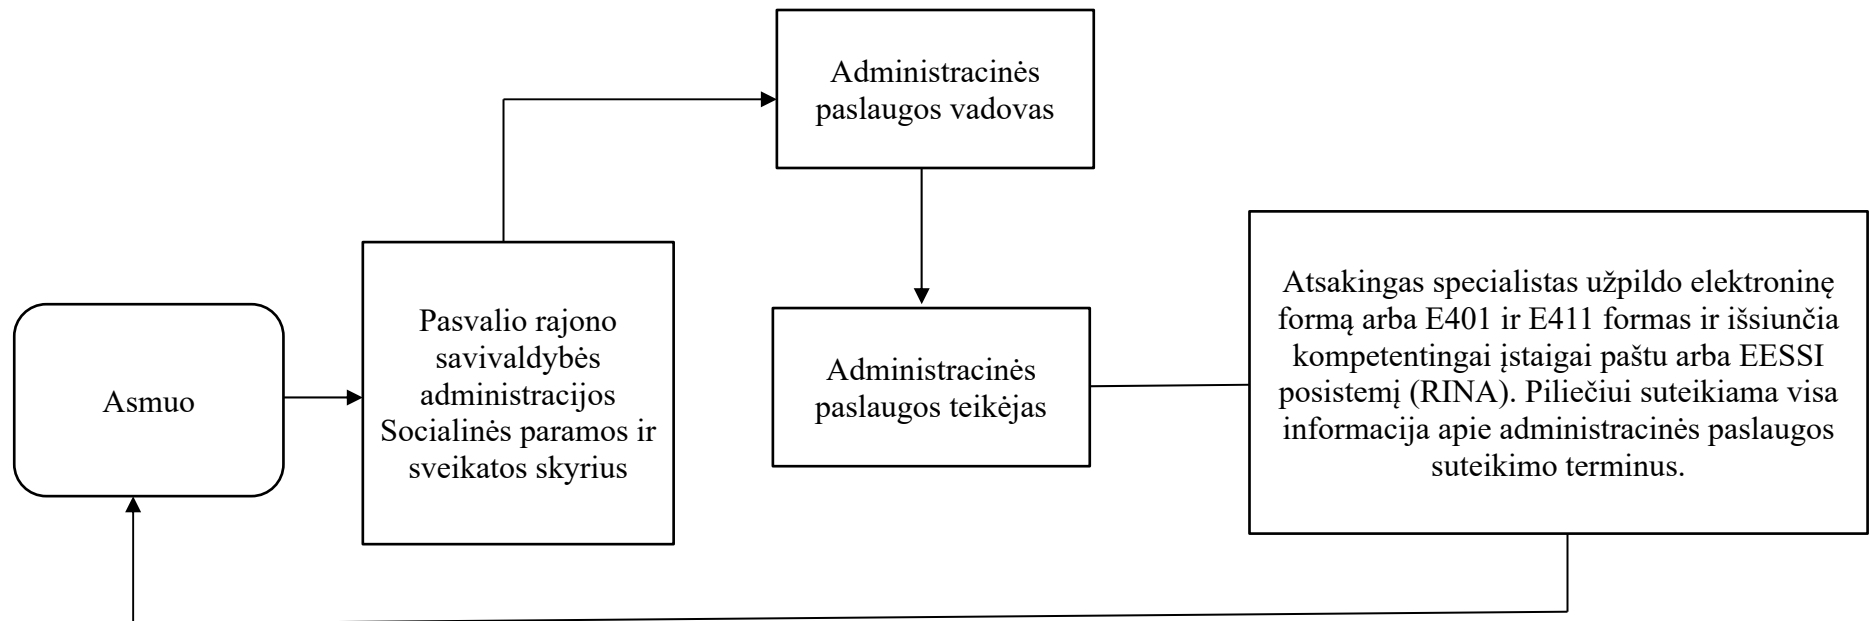 Administracinės
paslaugos vadovas
Asmuo
Pasvalio rajono
savivaldybės
administracijos
Socialinės paramos ir
sveikatos skyrius
Administracinės
paslaugos teikėjas
Atsakingas specialistas užpildo elektroninę
formą arba E401 ir E411 formas ir išsiunčia
kompetentingai įstaigai paštu arba EESSI
posistemį (RINA). Piliečiui suteikiama visa
informacija apie administracinės paslaugos
suteikimo terminus.